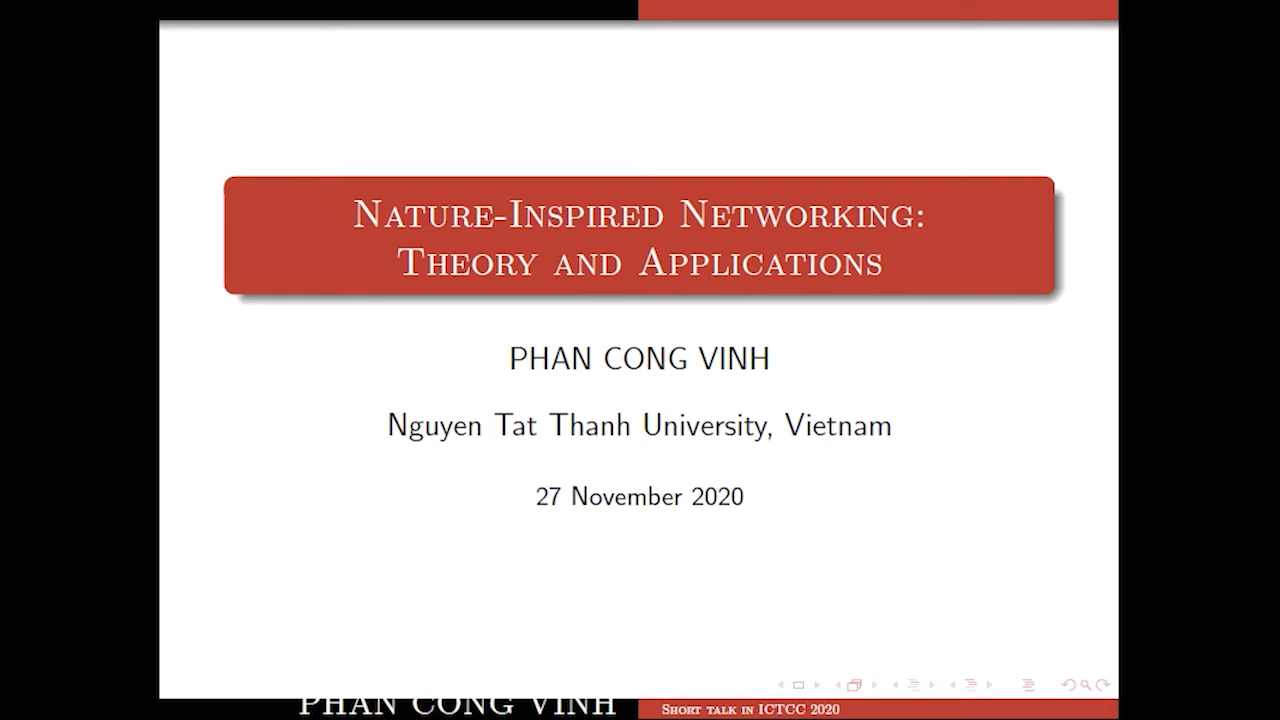 Nature-Inspired Networking:
Theory and Applications
PHAN CONG VINH
Nguyen Tat Thanh University, Vietnam
27 November 2020
PHAN CONG VINH
Short talk in ICTCC 2020